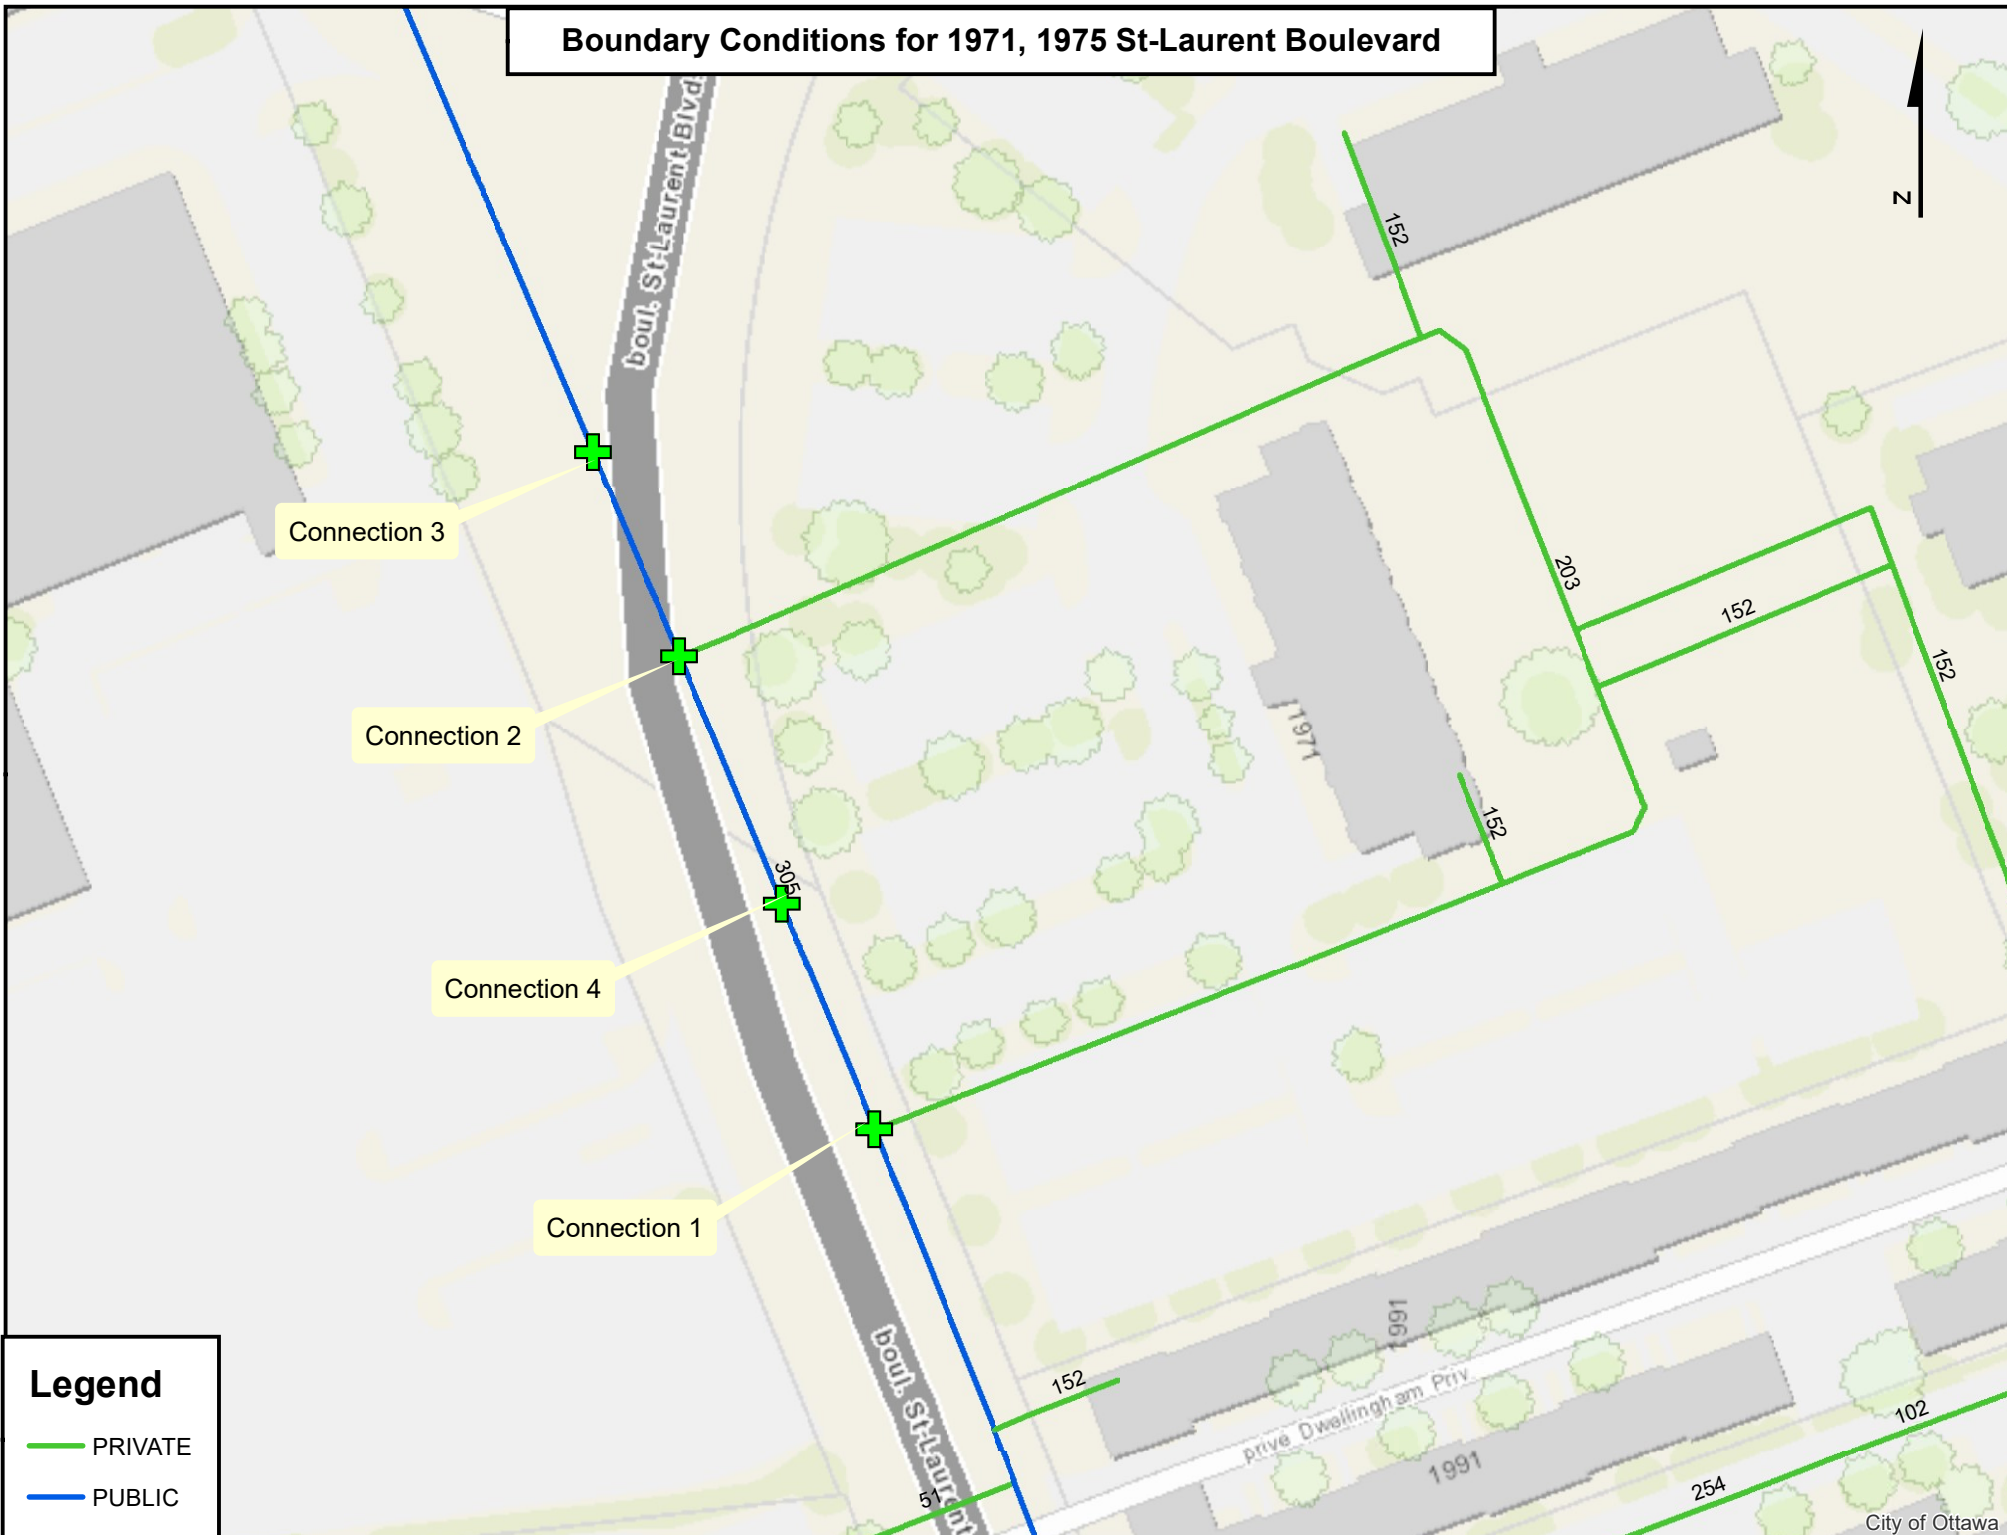 Boundary Conditions for 1971, 1975 St-Laurent Boulevard
boul. St-Laurent Blvd.
N
152
Connection 3
203
152
152
Connection 2
1971
152
305
Connection 4
Connection 1
1991
boul. St-Laurent
152
prive Dwellingham Priv
1991
102
254
51
Legend
PRIVATE
PUBLIC
City of Ottawa